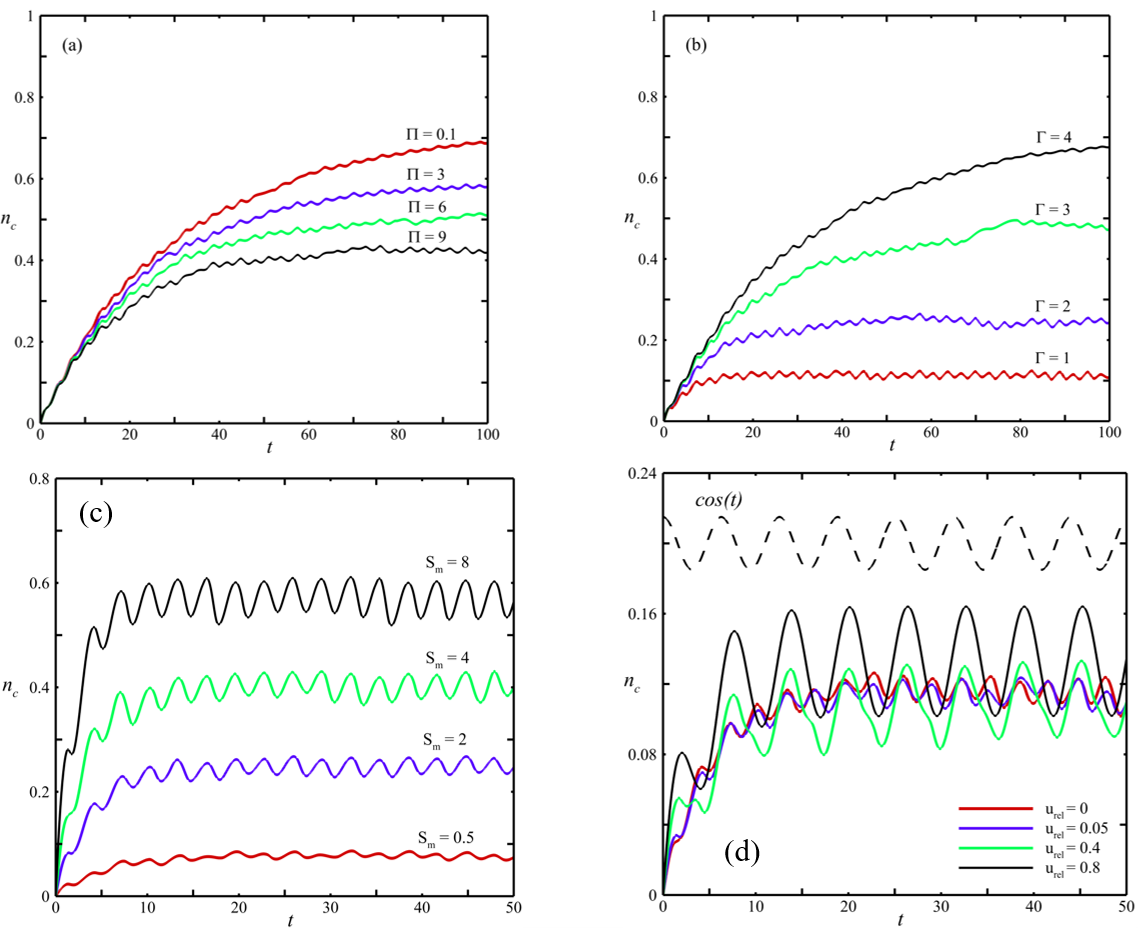 1
(a)
0.8
Π = 0.1
0.6
Π = 3
Π = 6
n_c
Π = 9
0.4
0.2
0
0 20 40 60 80 100
t
1
(b)
0.8
Γ = 4
0.6
Γ = 3
n_c
0.4
Γ = 2
0.2
Γ = 1
0
0 20 40 60 80 100
t
0.8
(c)
S_m = 8
0.6
S_m = 4
n_c
0.4
S_m = 2
0.2
S_m = 0.5
0
0 10 20 30 40 50
t
0.24
cos(t)
0.16
n_c
0.08
u_rel = 0
u_rel = 0.05
(d)
u_rel = 0.4
u_rel = 0.8
0
0 10 20 30 40 50
t